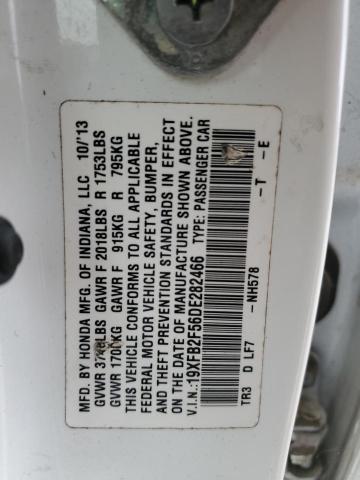 MFD. BY HONDA MFG. OF INDIANA, LLC 10/'13
GVWR LBS GAWR F 2018LBS R 1753LBS
GVWR KG GAWR F 915KG R 795KG
THIS VEHICLE CONFORMS TO ALL APPLICABLE
FEDERAL MOTOR VEHICLE SAFETY, BUMPER,
AND THEFT PREVENTION STANDARDS IN EFFECT
ON THE DATE OF MANUFACTURE SHOWN ABOVE.
V.I.N.:19XFB2F56DE282466 TYPE: PASSENGER CAR
TR3 D LF7 -NH578 -T -E